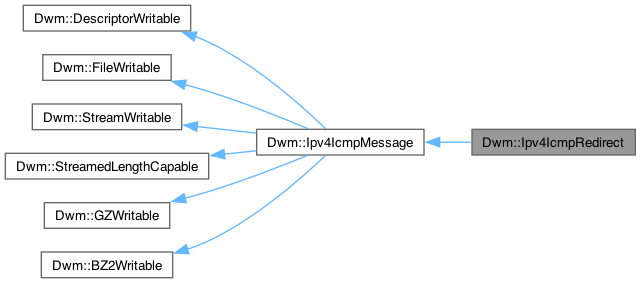 Dwm::DescriptorWritable
Dwm::FileWritable
Dwm::StreamWritable
Dwm::Ipv4IcmpMessage
Dwm::Ipv4IcmpRedirect
Dwm::StreamedLengthCapable
Dwm::GZWritable
Dwm::BZ2Writable